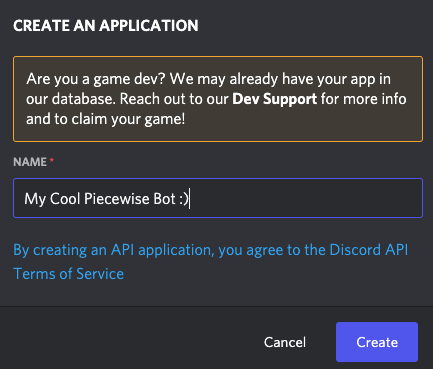 CREATE AN APPLICATION
Are you a game dev? We may already have your app in
our database. Reach out to our Dev Support for more info
and to claim your game!
NAME *
My Cool Piecewise Bot :)
By creating an API application, you agree to the Discord API
Terms of Service
Cancel
Create